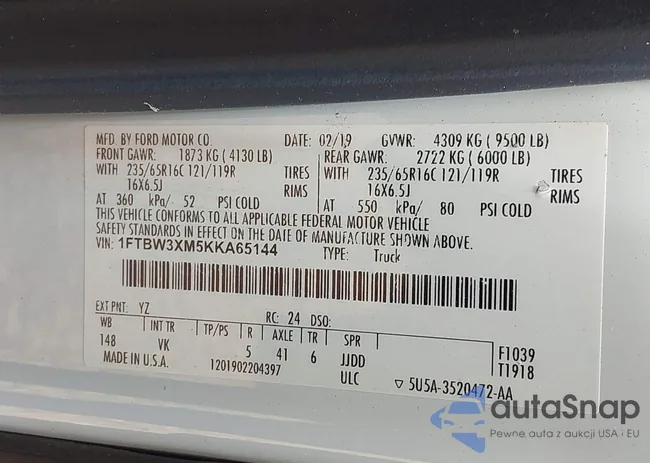 MFD. BY FORD MOTOR CO. DATE: 02/19 GVWR: 4309 KG ( 9500 LB)
FRONT GAWR: 1873 KG ( 4130 LB) REAR GAWR: 2722 KG ( 6000 LB)
WITH 235/65R16C 121/119R TIRES WITH 235/65R16C 121/119R TIRES
16X6.5J RIMS 16X6.5J RIMS
AT 360 kPa/ 52 PSI COLD AT 550 kPa/ 80 PSI COLD
THIS VEHICLE CONFORMS TO ALL APPLICABLE FEDERAL MOTOR VEHICLE
SAFETY STANDARDS IN EFFECT ON THE DATE OF MANUFACTURE SHOWN ABOVE.
VIN: 1FTBW3XM5KKA65144 TYPE: Truck
EXT PNT: YZ RC: 24 DSO:
WB INT TR TP/PS R AXLE TR SPR F1039
148 VK 5 41 6 JJDD T1918
MADE IN U.S.A. 1201902204397 ULC ▽ 5U5A-3520472-AA
autaSnap
Pewne auta z aukcji USA i EU